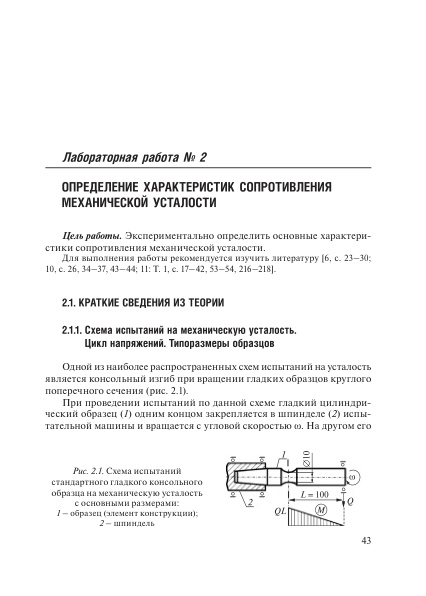 Лабораторная работа № 2
ОПРЕДЕЛЕНИЕ ХАРАКТЕРИСТИК СОПРОТИВЛЕНИЯ
МЕХАНИЧЕСКОЙ УСТАЛОСТИ
Цель работы. Экспериментально определить основные характери-
стики сопротивления механической усталости.
Для выполнения работы рекомендуется изучить литературу [6, с. 23–30;
10, с. 26, 34–37, 43–44; 11: Т. 1, с. 17–42, 53–54, 216–218].
2.1. КРАТКИЕ СВЕДЕНИЯ ИЗ ТЕОРИИ
2.1.1. Схема испытаний на механическую усталость.
Цикл напряжений. Типоразмеры образцов
Одной из наиболее распространенных схем испытаний на усталость
является консольный изгиб при вращении гладких образцов круглого
поперечного сечения (рис. 2.1).
При проведении испытаний по данной схеме гладкий цилиндри-
ческий образец (1) одним концом закрепляется в шпинделе (2) испы-
тательной машины и вращается с угловой скоростью ω. На другом его
Рис. 2.1. Схема испытаний
стандартного гладкого консольного
образца на механическую усталость
с основными размерами:
1 – образец (элемент конструкции);
2 – шпиндель
1
∅10
ω
2
L = 100
Q
QL
M
43